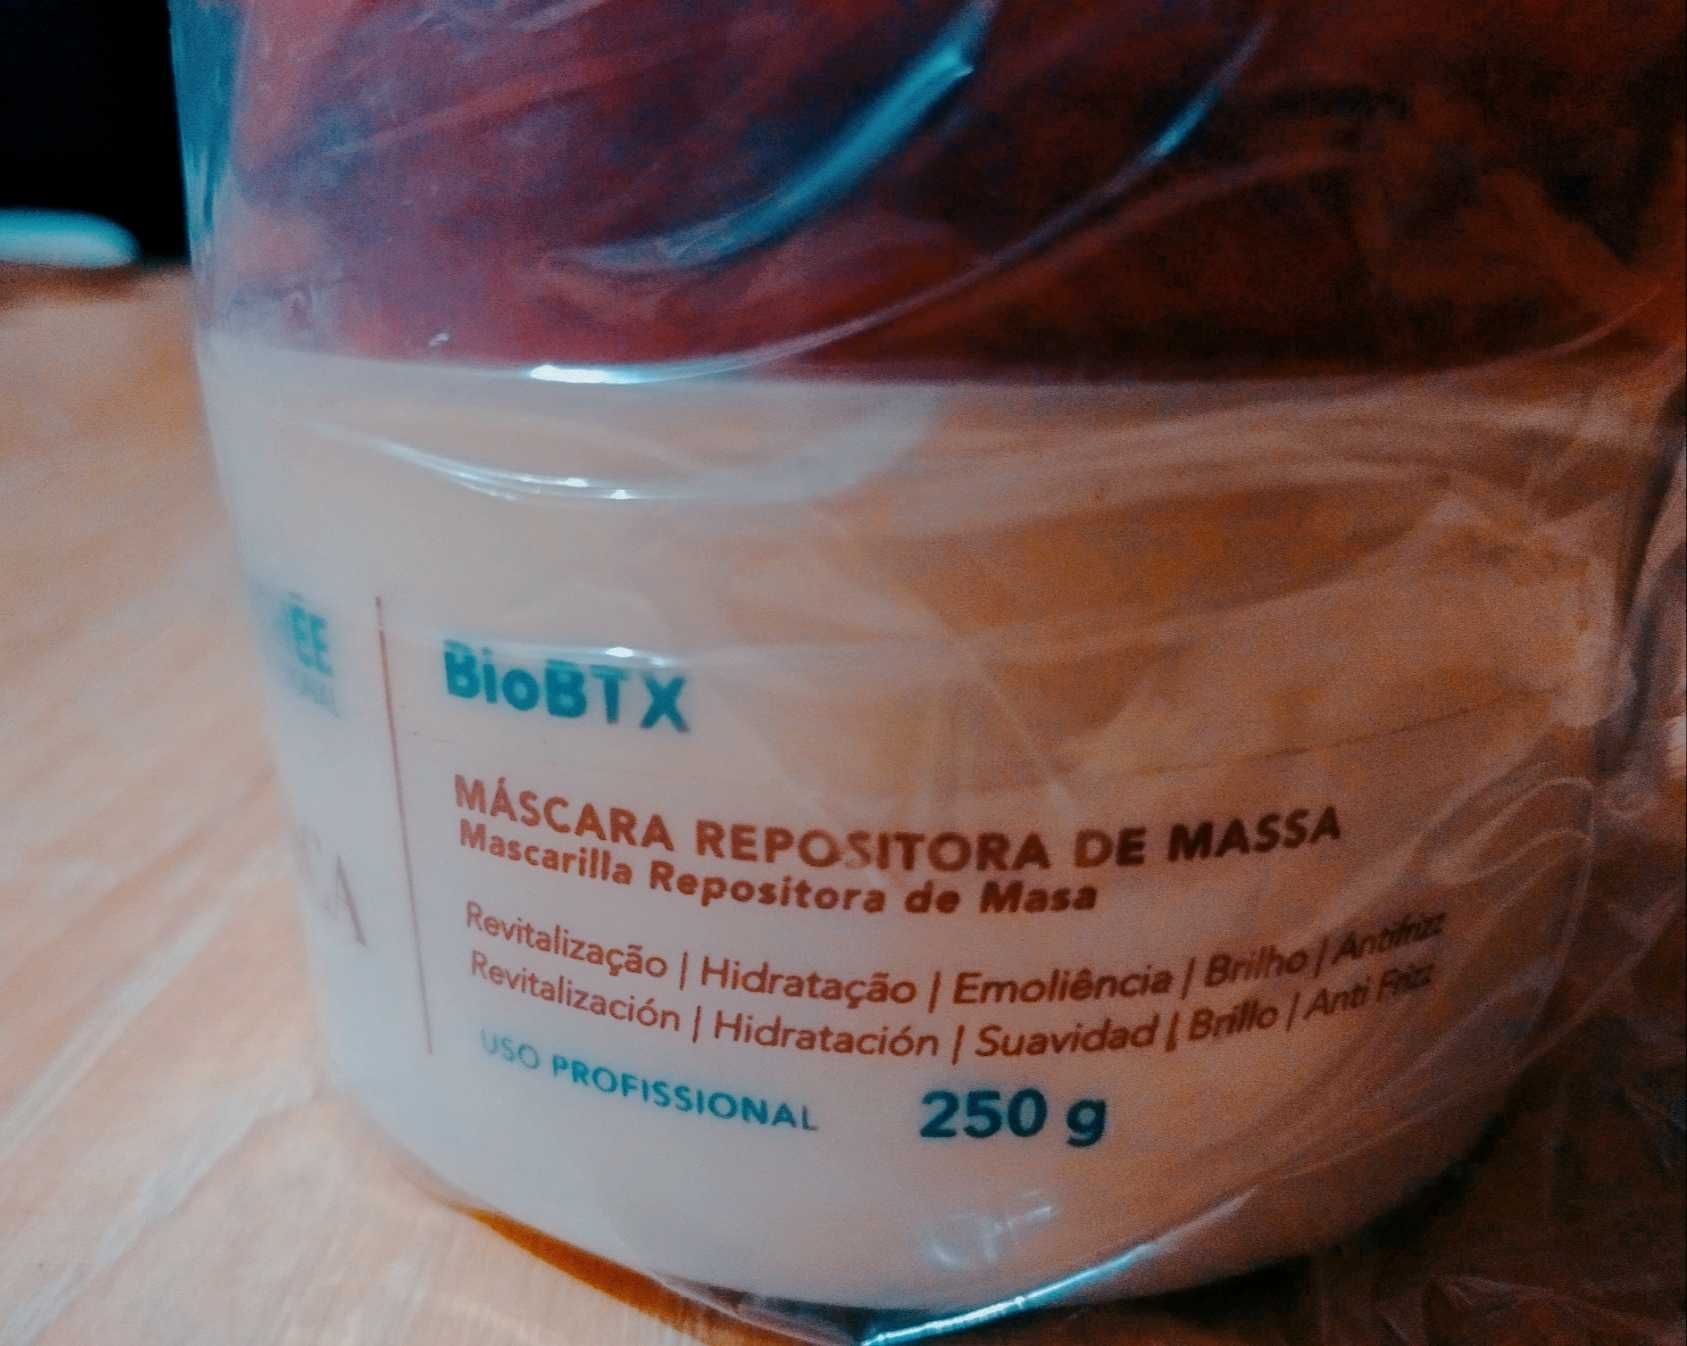 BioBTX
MÁSCARA REPOSITORA DE MASSA
Mascarilla Repositora de Masa
Revitalização | Hidratação | Emoliência | Brilho | Antifrizz
Revitalización | Hidratación | Suavidad | Brillo | Anti Frizz
USO PROFISSIONAL 250 g